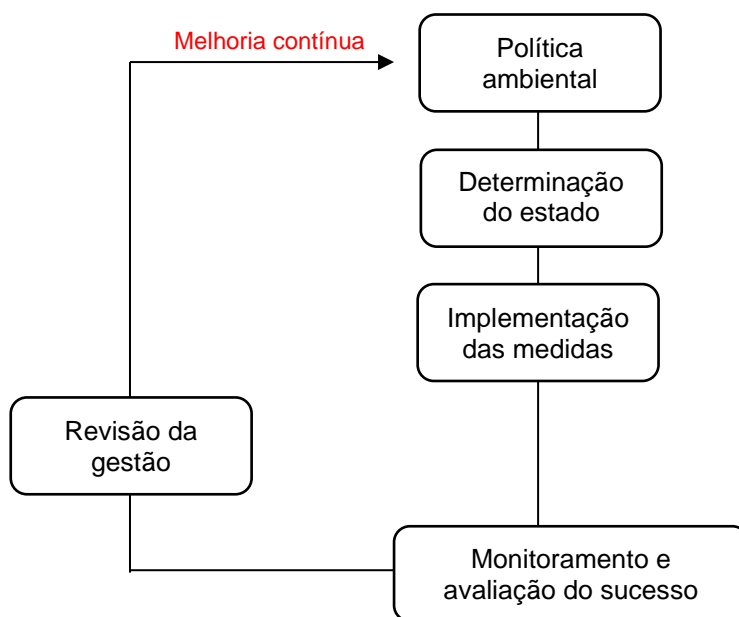 Melhoria contínua
Política
ambiental
Determinação
do estado
Implementação
das medidas
Revisão da
gestão
Monitoramento e
avaliação do sucesso